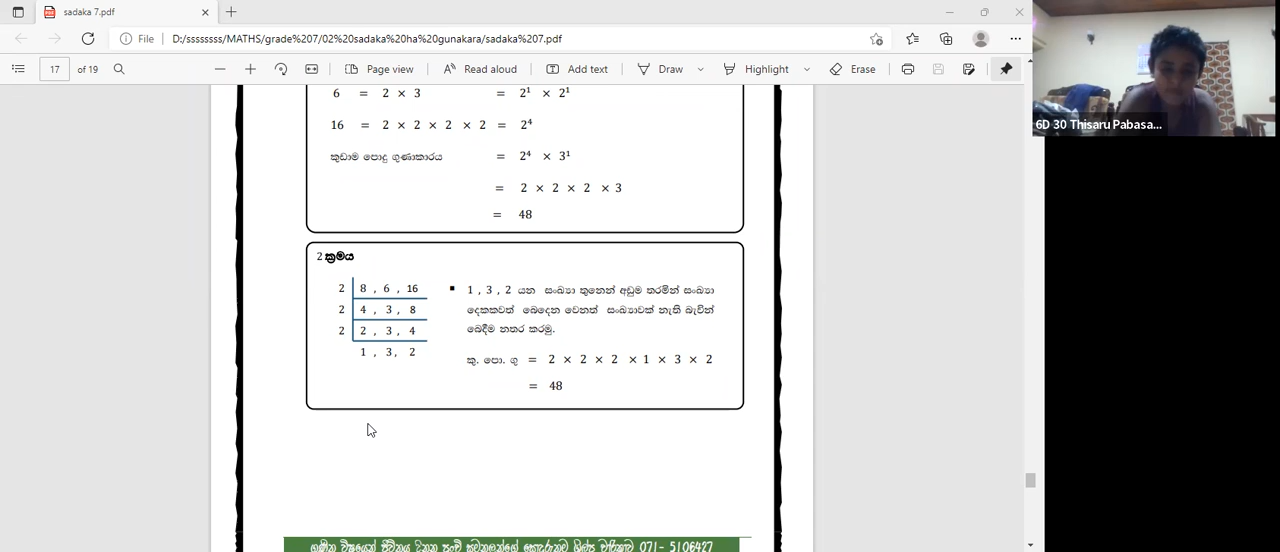 sadaka 7.pdf
File D:/ssssssss/MATHS/grade%207/02%20sadaka%20ha%20gunakara/sadaka%207.pdf
17 of 19 Page view Read aloud Add text Draw Highlight Erase
6D 30 Thisaru Pabasa...
6 = 2 × 3 = 2¹ × 2¹
16 = 2 × 2 × 2 × 2 = 2⁴
කුඩාම පොදු ගුණාකාරය = 2⁴ × 3¹
= 2 × 2 × 2 × 3
= 48
2 ක්‍රමය
2 8 , 6 , 16
2 4 , 3 , 8
2 2 , 3 , 4
1 , 3 , 2
▪ 1 , 3 , 2 යන සංඛ්‍යා තුනෙන් අඩුම තරමින් සංඛ්‍යා
දෙකකවත් බෙදෙන වෙනත් සංඛ්‍යාවක් නැති බැවින්
බෙදීම නතර කරමු.
කු. පො. ගු = 2 × 2 × 2 × 1 × 3 × 2
= 48
071- 5106427